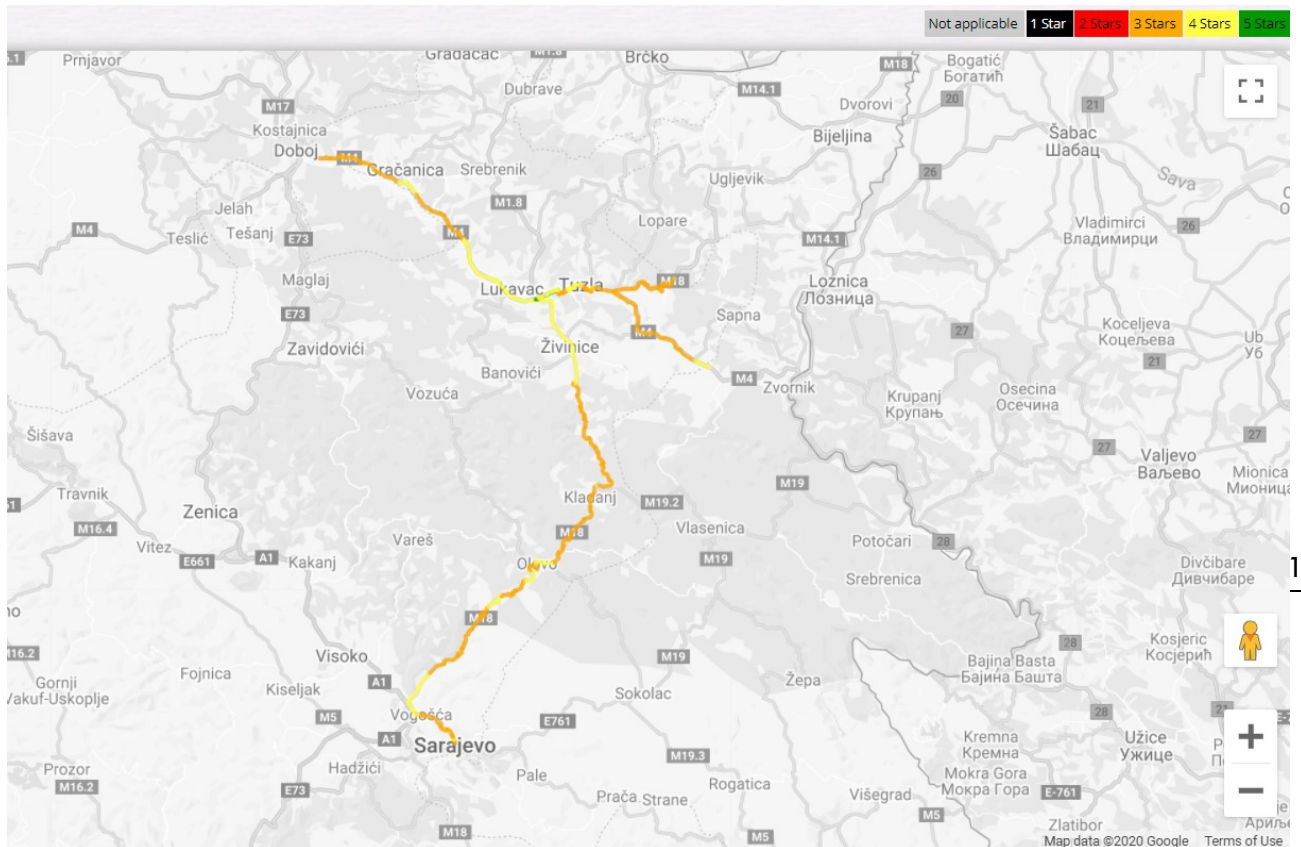 Not applicable 1 Star 2 Stars 3 Stars 4 Stars 5 Stars
Prnjavor
Gradačac
Brčko
M18
Bogatić
Богатић
Dubrave
M14.1
Dvorovi
20
21
M17
Kostajnica
Doboj
Gračanica
Srebrenik
Bijeljina
Šabac
Шабац
M1.8
Ugljevik
26
Sava
Jelah
Teslić
Tešanj
E73
M4
M4
Lopare
M14.1
Vladimirci
Владимирци
26
Maglaj
Lukavac
Tuzla
M18
Loznica
Лозница
E73
Sapna
Zavidovići
Živinice
M4
27
Koceljeva
Коцељева
21
Ub
Уб
Banovići
M4
Zvornik
Vozuća
Krupanj
Крупањ
Osecina
Осечина
Šišava
27
27
Valjevo
Ваљево
Mionica
Мионица
Travnik
Zenica
Kladanj
M19.2
M19
M16.4
Vitez
Vareš
M18
Vlasenica
Potočari
28
E661
A1
Kakanj
Olovo
M19
Srebrenica
Divčibare
Дивчибаре
1
M18
Kosjeric
Косјерић
16.2
Visoko
M19
28
Bajina Basta
Бајина Башта
Gornji
Vakuf-Uskoplje
Fojnica
Kiseljak
A1
Žepa
Sokolac
M5
Vogošća
E761
28
21
A1
Sarajevo
Kremna
Кремна
Užice
Ужице
Hadžići
M19.3
Prozor
M16.2
E73
Pale
Rogatica
Mokra Gora
Мокра Гора
E-761
Prača
Strane
Višegrad
M5
M18
M5
Zlatibor
Map data ©2020 Google Terms of Use